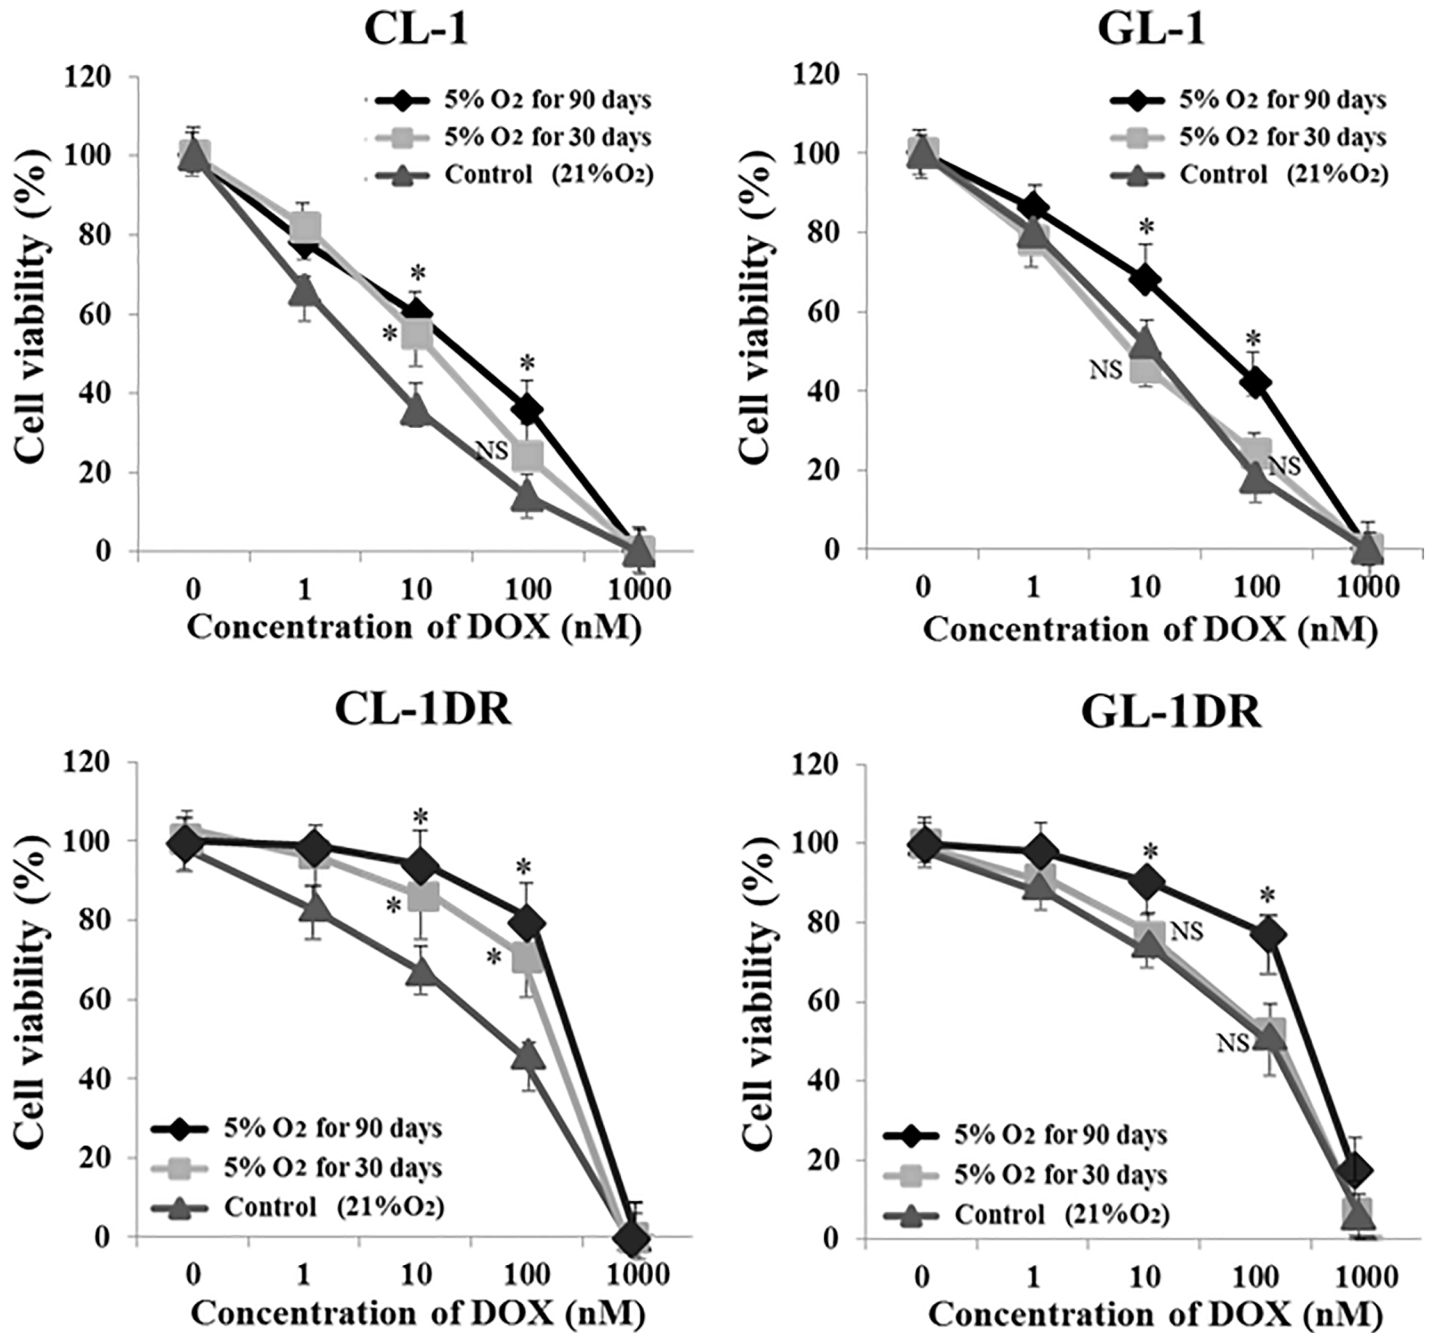 CL-1
120
100
80
60
40
20
0
Cell viability (%)
5% O2 for 90 days
5% O2 for 30 days
Control (21%O2)
*
*
*
NS
0 1 10 100 1000
Concentration of DOX (nM)
GL-1
120
100
80
60
40
20
0
Cell viability (%)
5% O2 for 90 days
5% O2 for 30 days
Control (21%O2)
*
*
NS
NS
0 1 10 100 1000
Concentration of DOX (nM)
CL-1DR
120
100
80
60
40
20
0
Cell viability (%)
*
*
*
*
5% O2 for 90 days
5% O2 for 30 days
Control (21%O2)
0 1 10 100 1000
Concentration of DOX (nM)
GL-1DR
120
100
80
60
40
20
0
Cell viability (%)
*
*
NS
NS
5% O2 for 90 days
5% O2 for 30 days
Control (21%O2)
0 1 10 100 1000
Concentration of DOX (nM)